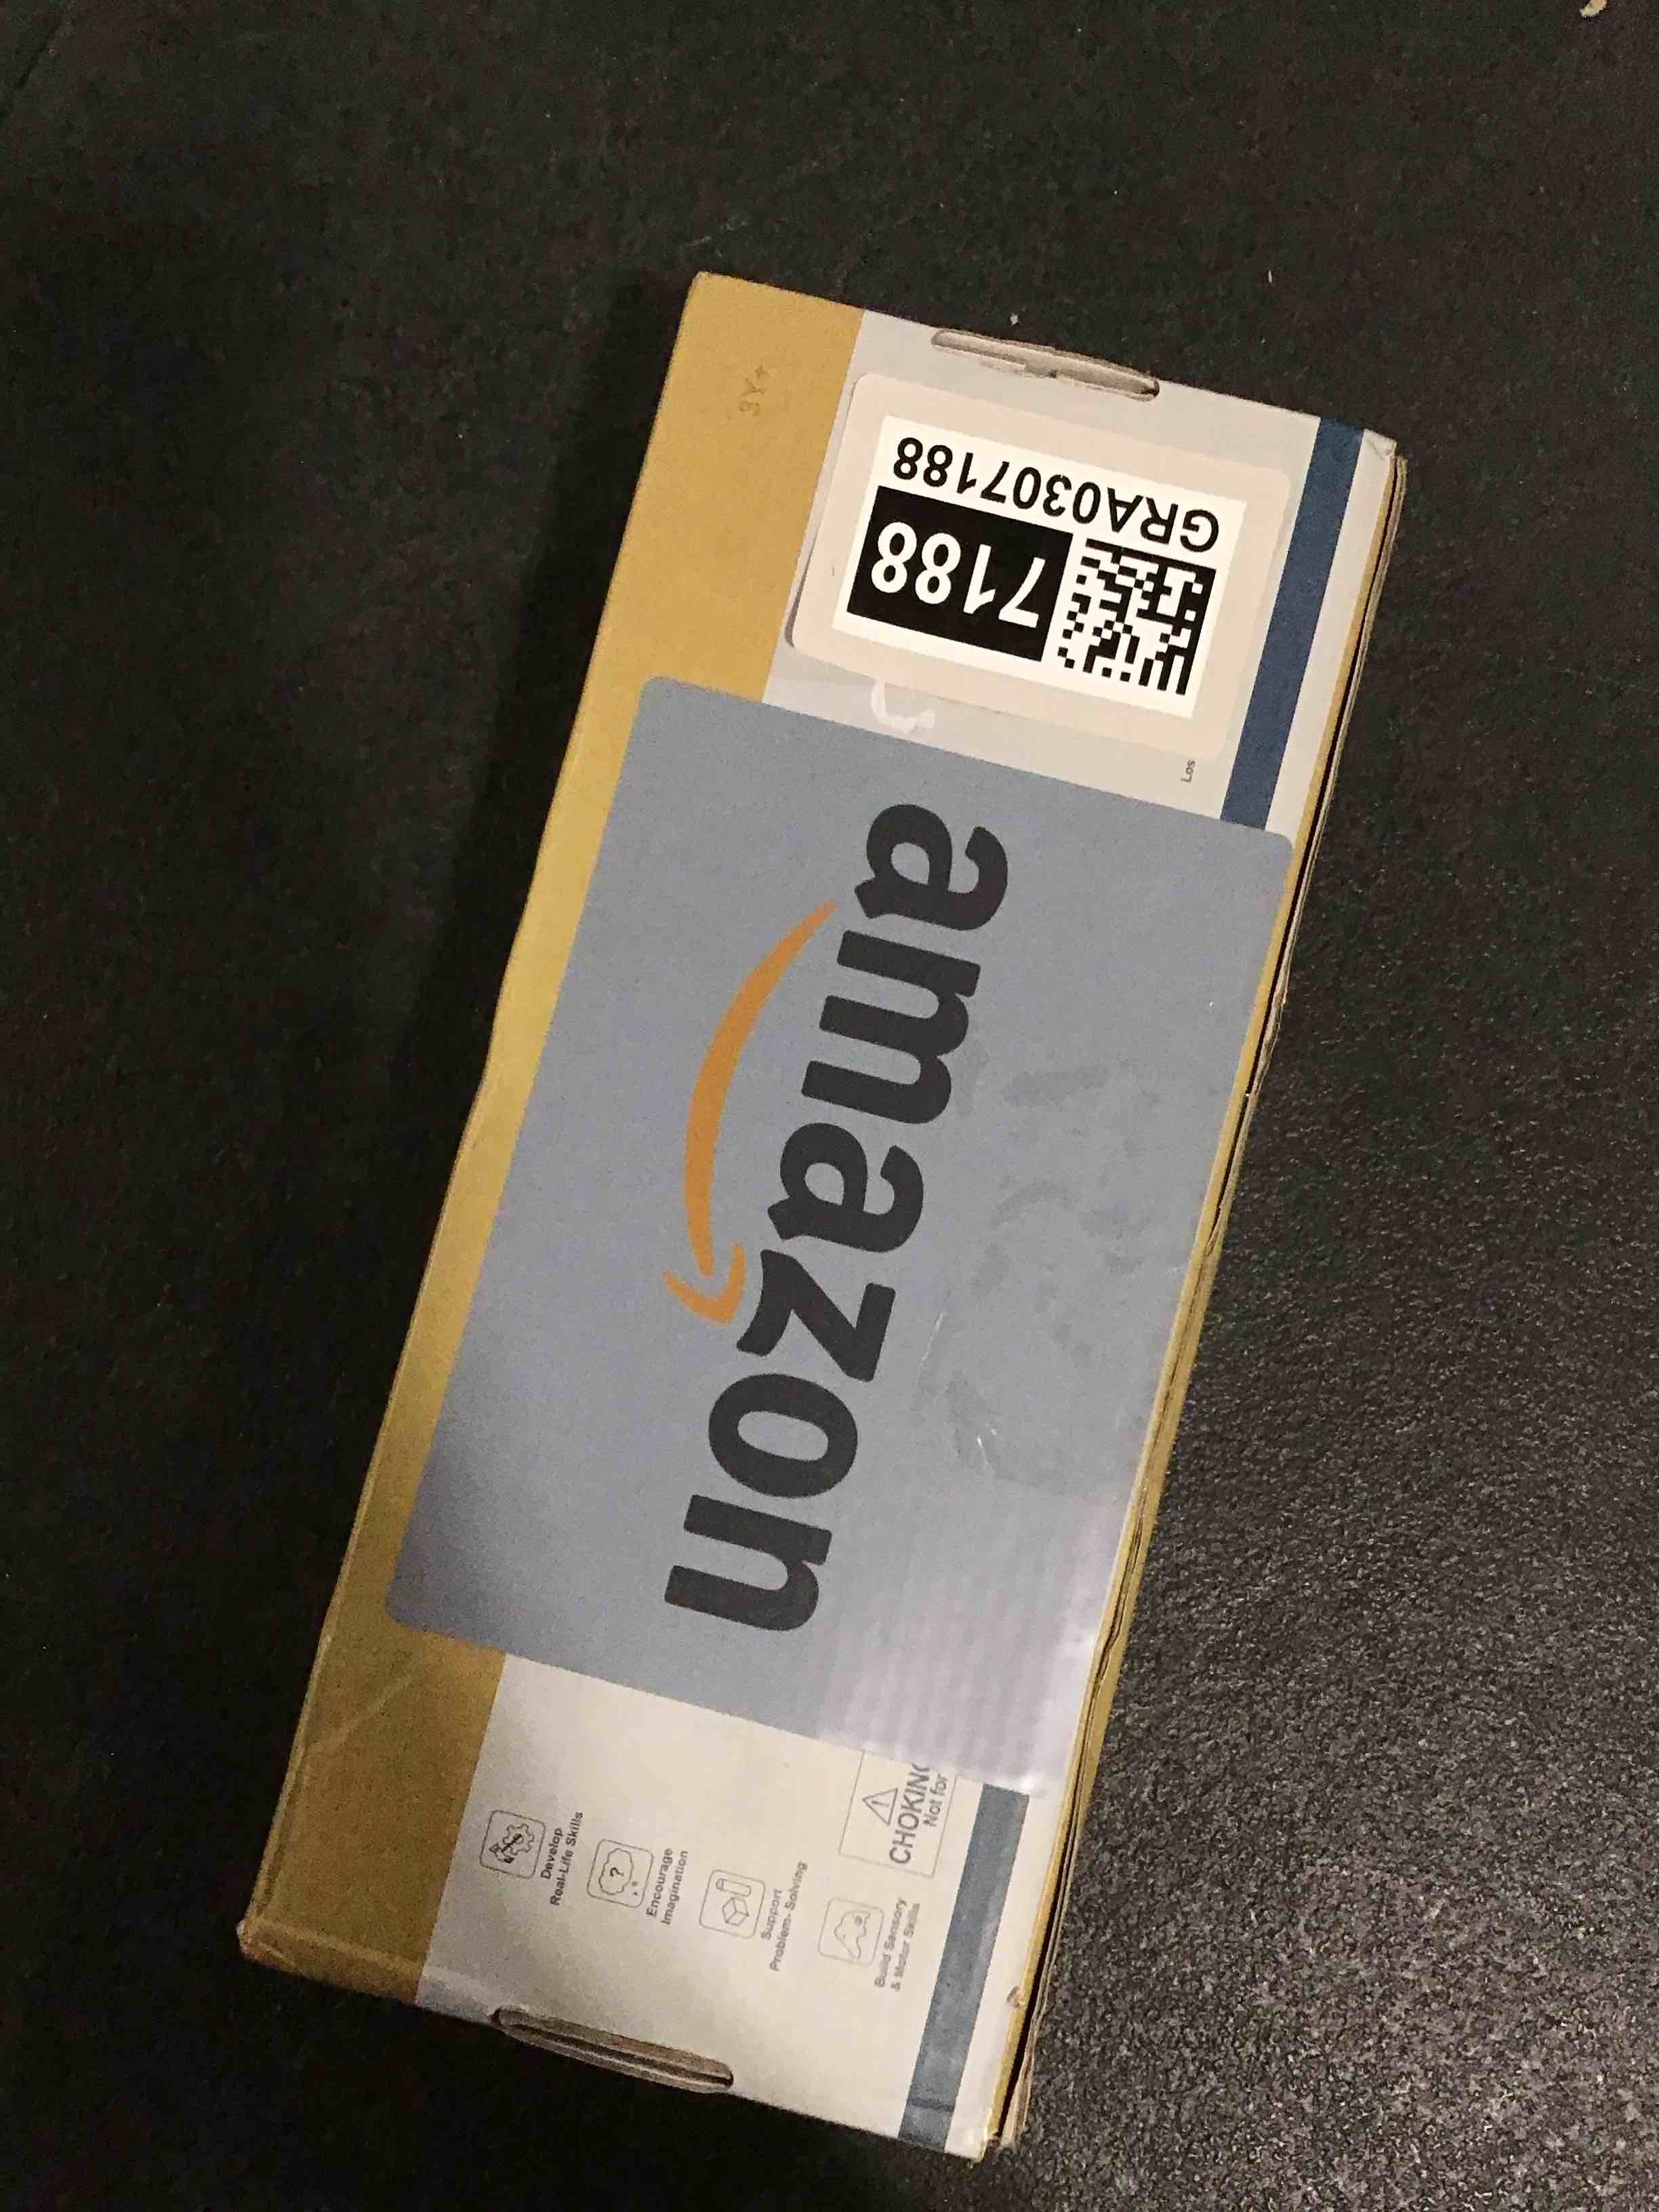 3Y+
GRA0307188
7188
Los
amazon
CHOKING
Not for
Develop
Real-Life Skills
Encourage
Imagination
Support
Problem- Solving
Build Sensory
& Motor Skills